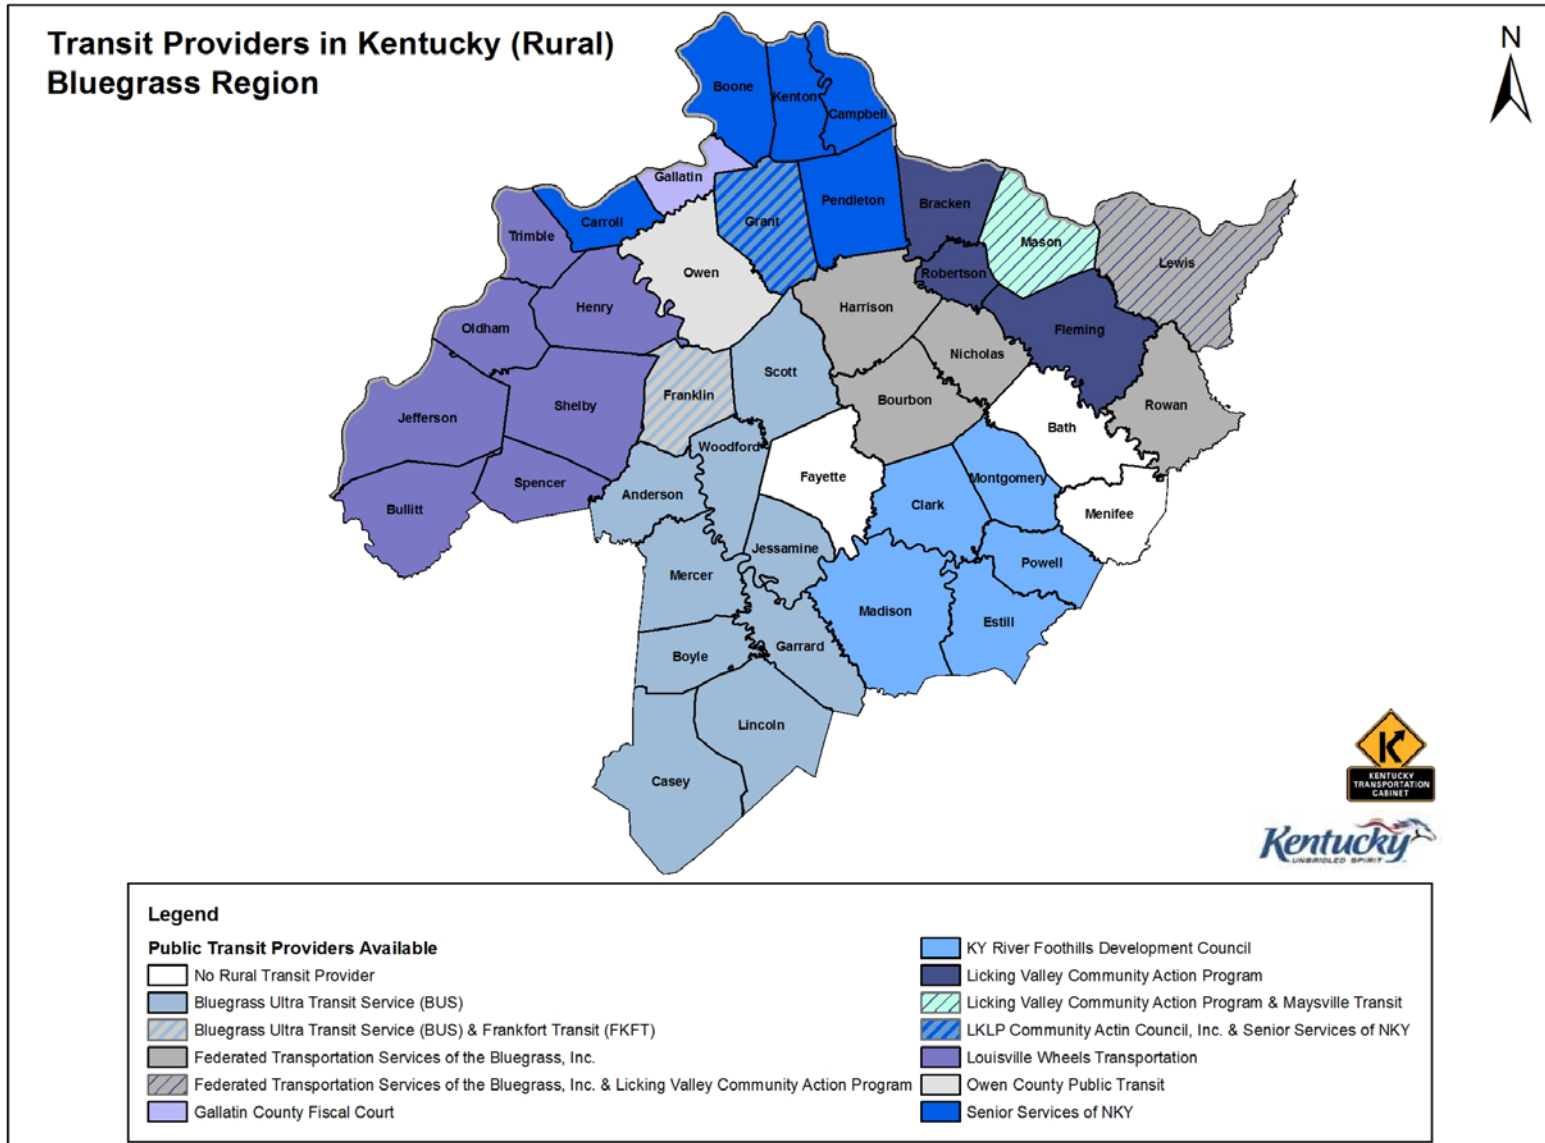 Transit Providers in Kentucky (Rural)
Bluegrass Region
N
Boone
Kenton
Campbell
Gallatin
Grant
Pendleton
Bracken
Mason
Lewis
Trimble
Carroll
Owen
Robertson
Henry
Harrison
Oldham
Fleming
Nicholas
Scott
Franklin
Bourbon
Rowan
Shelby
Jefferson
Bath
Woodford
Fayette
Montgomery
Spencer
Anderson
Clark
Bullitt
Menifee
Jessamine
Powell
Mercer
Madison
Estill
Garrard
Boyle
Lincoln
Casey
K
KENTUCKY
TRANSPORTATION
CABINET
Kentucky
UNBRIDLED SPIRIT
Legend
Public Transit Providers Available
No Rural Transit Provider
Bluegrass Ultra Transit Service (BUS)
Bluegrass Ultra Transit Service (BUS) & Frankfort Transit (FKFT)
Federated Transportation Services of the Bluegrass, Inc.
Federated Transportation Services of the Bluegrass, Inc. & Licking Valley Community Action Program
Gallatin County Fiscal Court
KY River Foothills Development Council
Licking Valley Community Action Program
Licking Valley Community Action Program & Maysville Transit
LKLP Community Actin Council, Inc. & Senior Services of NKY
Louisville Wheels Transportation
Owen County Public Transit
Senior Services of NKY